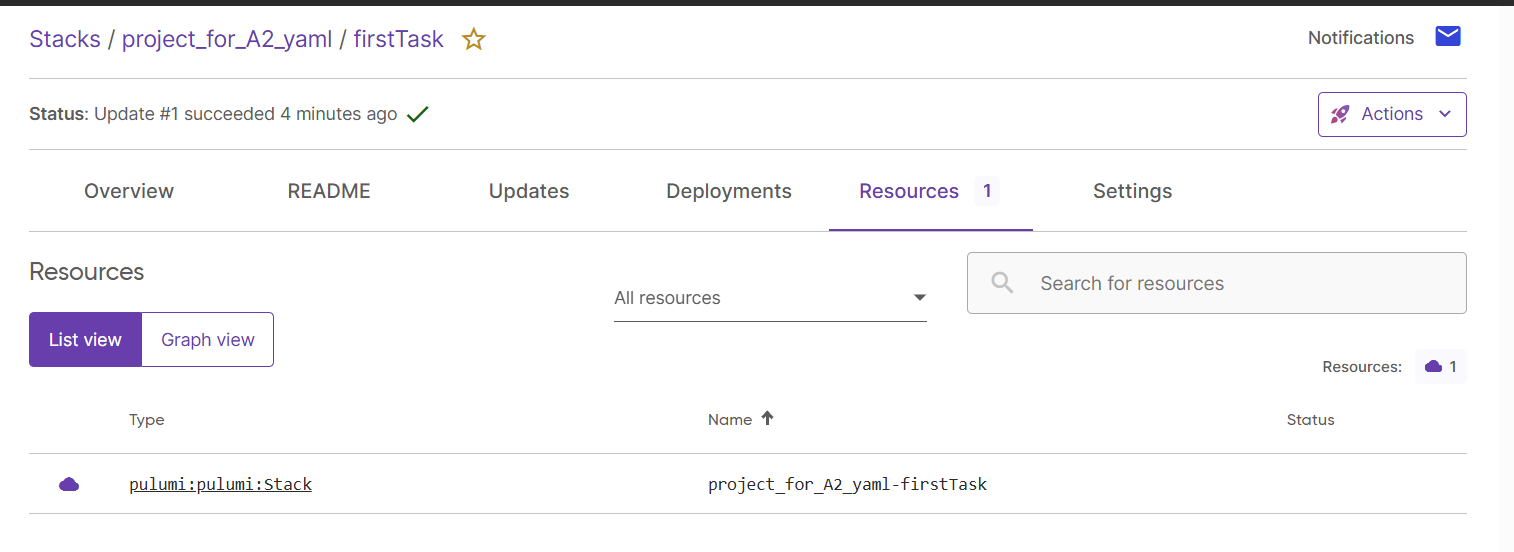 Stacks / project_for_A2_yaml / firstTask
Notifications
Status: Update #1 succeeded 4 minutes ago
Actions
Overview README Updates Deployments Resources 1 Settings
Resources
All resources
Search for resources
List view Graph view
Resources: 1
Type Name Status
pulumi:pulumi:Stack project_for_A2_yaml-firstTask